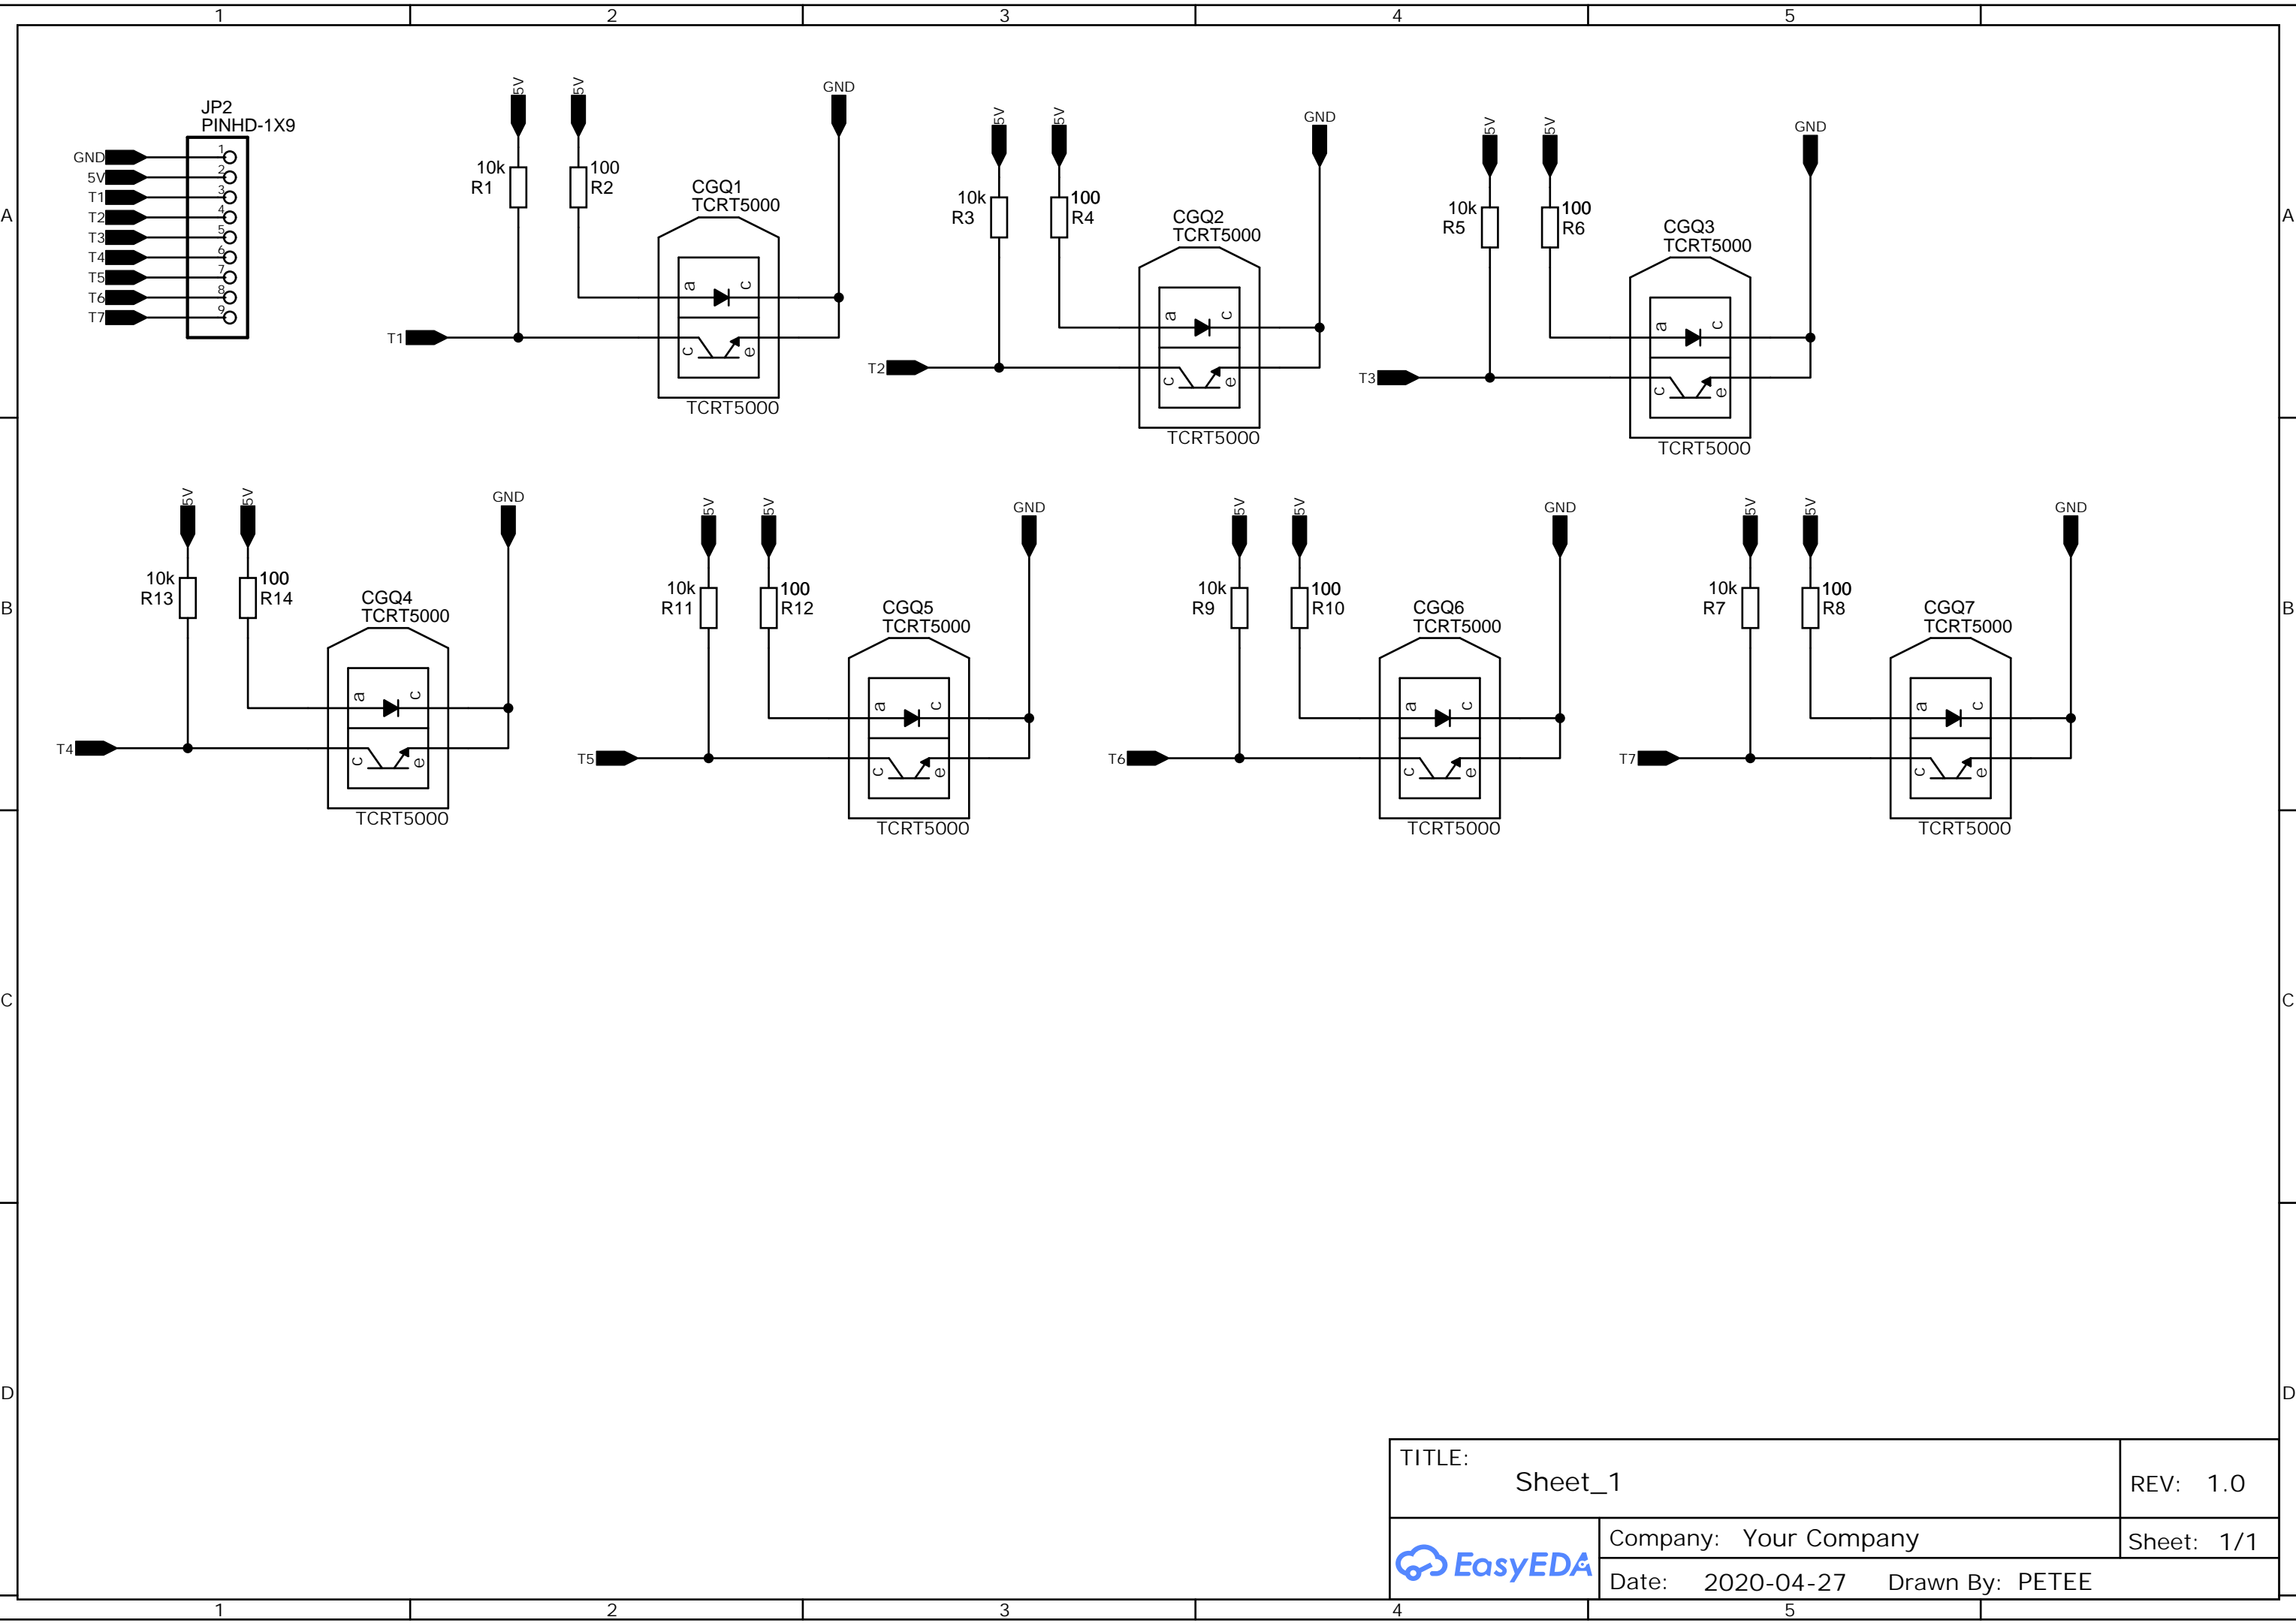 1 2 3 4 5
A A
B B
C C
D D
JP2
PINHD-1X9
GND 1
5V 2
T1 3
T2 4
T3 5
T4 6
T5 7
T6 8
T7 9
5V 5V GND
10k 100
R1 R2
CGQ1
TCRT5000
a c
T1
c e
TCRT5000
5V 5V GND
10k 100
R3 R4
CGQ2
TCRT5000
a c
T2
c e
TCRT5000
5V 5V GND
10k 100
R5 R6
CGQ3
TCRT5000
a c
T3
c e
TCRT5000
5V 5V GND
10k 100
R13 R14
CGQ4
TCRT5000
a c
T4
c e
TCRT5000
5V 5V GND
10k 100
R11 R12
CGQ5
TCRT5000
a c
T5
c e
TCRT5000
5V 5V GND
10k 100
R9 R10
CGQ6
TCRT5000
a c
T6
c e
TCRT5000
5V 5V GND
10k 100
R7 R8
CGQ7
TCRT5000
a c
T7
c e
TCRT5000
TITLE:
Sheet_1
REV: 1.0
EasyEDA
Company: Your Company
Sheet: 1/1
Date: 2020-04-27 Drawn By: PETEE
1 2 3 4 5